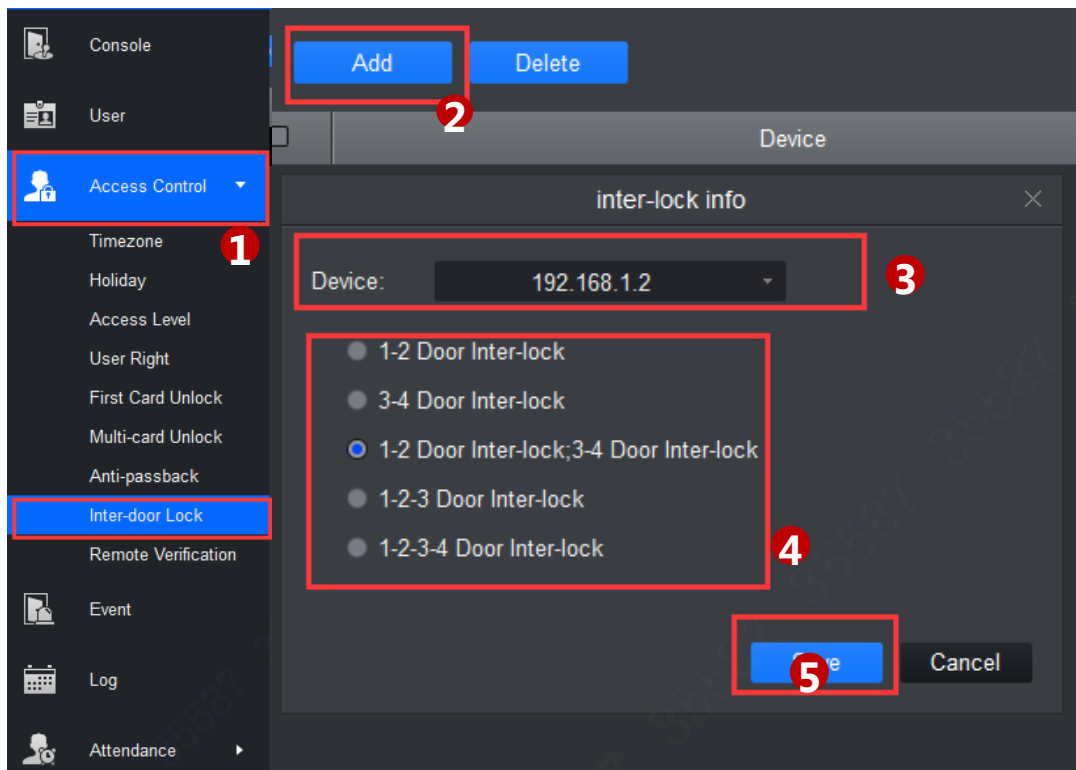 Console
User
Access Control
1
Timezone
Holiday
Access Level
User Right
First Card Unlock
Multi-card Unlock
Anti-passback
Inter-door Lock
Remote Verification
Event
Log
Attendance
Add
Delete
2
Device
inter-lock info
Device:
192.168.1.2
3
1-2 Door Inter-lock
3-4 Door Inter-lock
1-2 Door Inter-lock;3-4 Door Inter-lock
1-2-3 Door Inter-lock
1-2-3-4 Door Inter-lock
4
5
Cancel
35587
35587
35587
35587